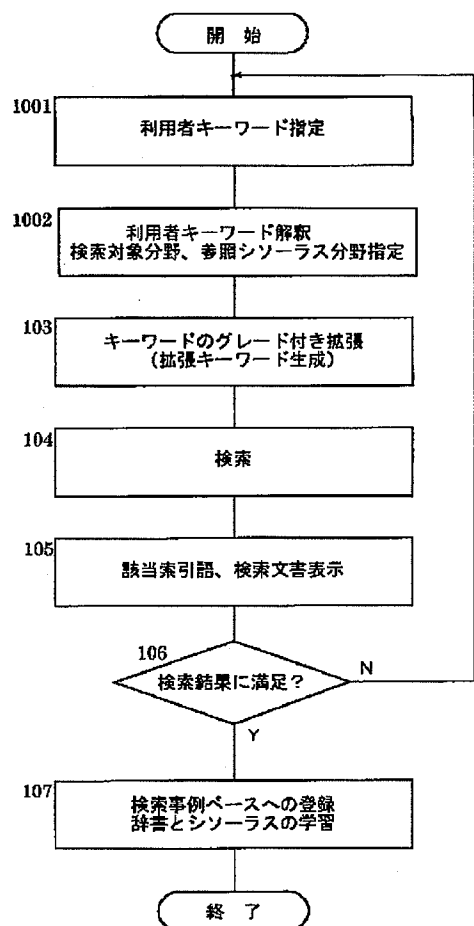 開始
1001
利用者キーワード指定
1002
利用者キーワード解釈
検索対象分野、参照シソーラス分野指定
103
キーワードのグレード付き拡張
(拡張キーワード生成)
104
検索
105
該当索引語、検索文書表示
106
検索結果に満足?
N
Y
107
検索事例ベースへの登録
辞書とシソーラスの学習
終了